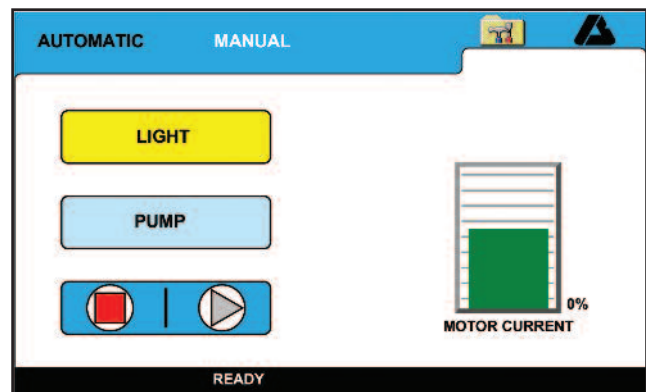 AUTOMATIC MANUAL
LIGHT
PUMP
0%
MOTOR CURRENT
READY